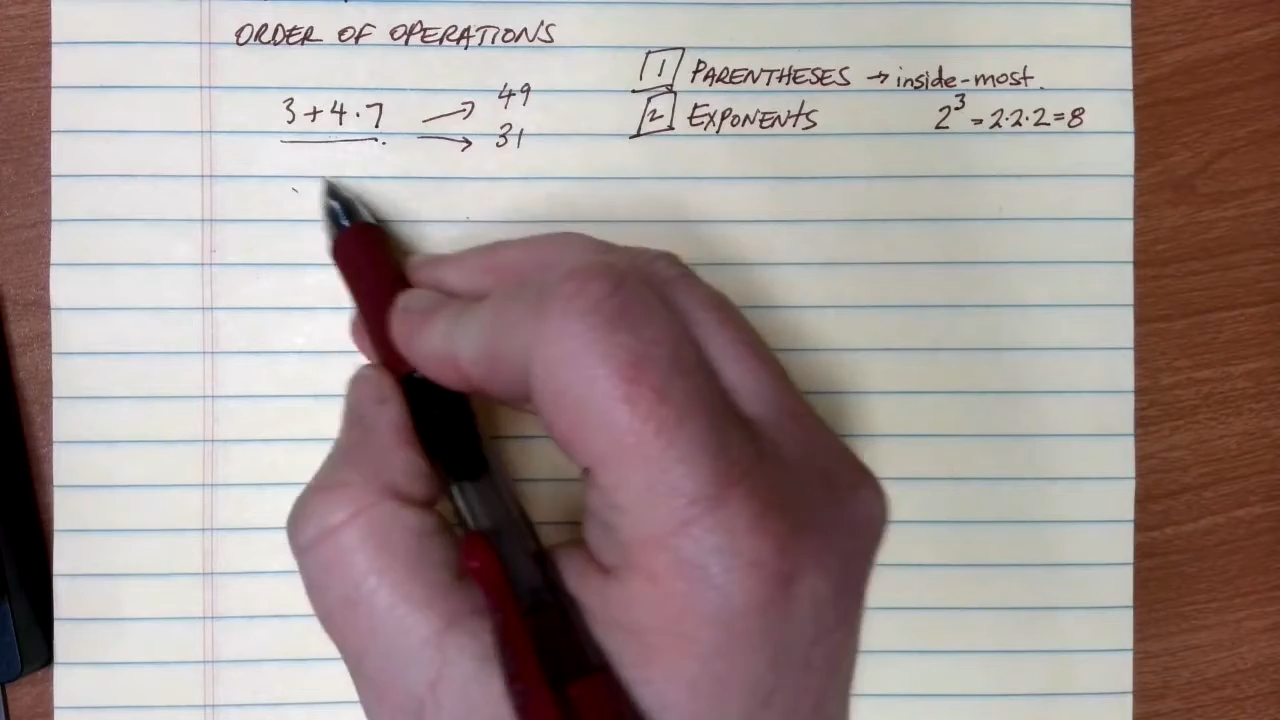 ORDER OF OPERATIONS
3 + 4 · 7 → 49
→ 31
1 PARENTHESES → inside-most.
2 EXPONENTS 2³ = 2·2·2 = 8